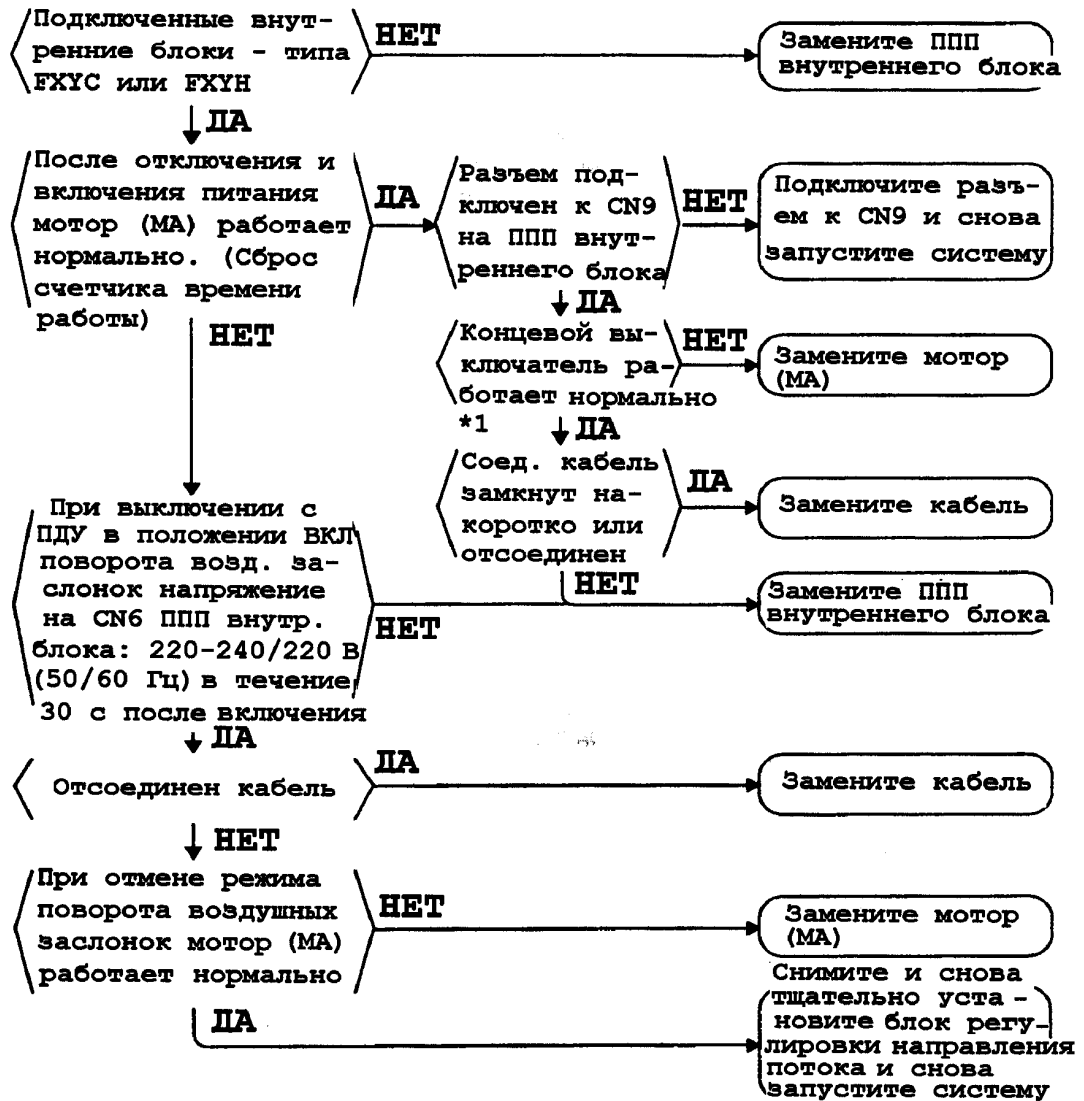 Подключенные внут-
ренние блоки - типа
FXYC или FXYH
НЕТ
Замените ППП
внутреннего блока
ДА
После отключения и
включения питания
мотор (МА) работает
нормально. (Сброс
счетчика времени
работы)
ДА
Разъем под-
ключен к CN9
на ППП внут-
реннего блока
НЕТ
Подключите разъ-
ем к CN9 и снова
запустите систему
НЕТ
ДА
Концевой вы-
ключатель ра-
ботает нормально
*1
НЕТ
Замените мотор
(МА)
ДА
Соед. кабель
замкнут на-
коротко или
отсоединен
ДА
Замените кабель
НЕТ
Замените ППП
внутреннего блока
При выключении с
ПДУ в положении ВКЛ
поворота возд. за-
слонок напряжение
на CN6 ППП внутр.
блока: 220-240/220 В
(50/60 Гц) в течение
30 с после включения
НЕТ
ДА
Отсоединен кабель
ДА
Замените кабель
НЕТ
При отмене режима
поворота воздушных
заслонок мотор (МА)
работает нормально
НЕТ
Замените мотор
(МА)
ДА
Снимите и снова
тщательно уста -
новите блок регу-
лировки направления
потока и снова
запустите систему